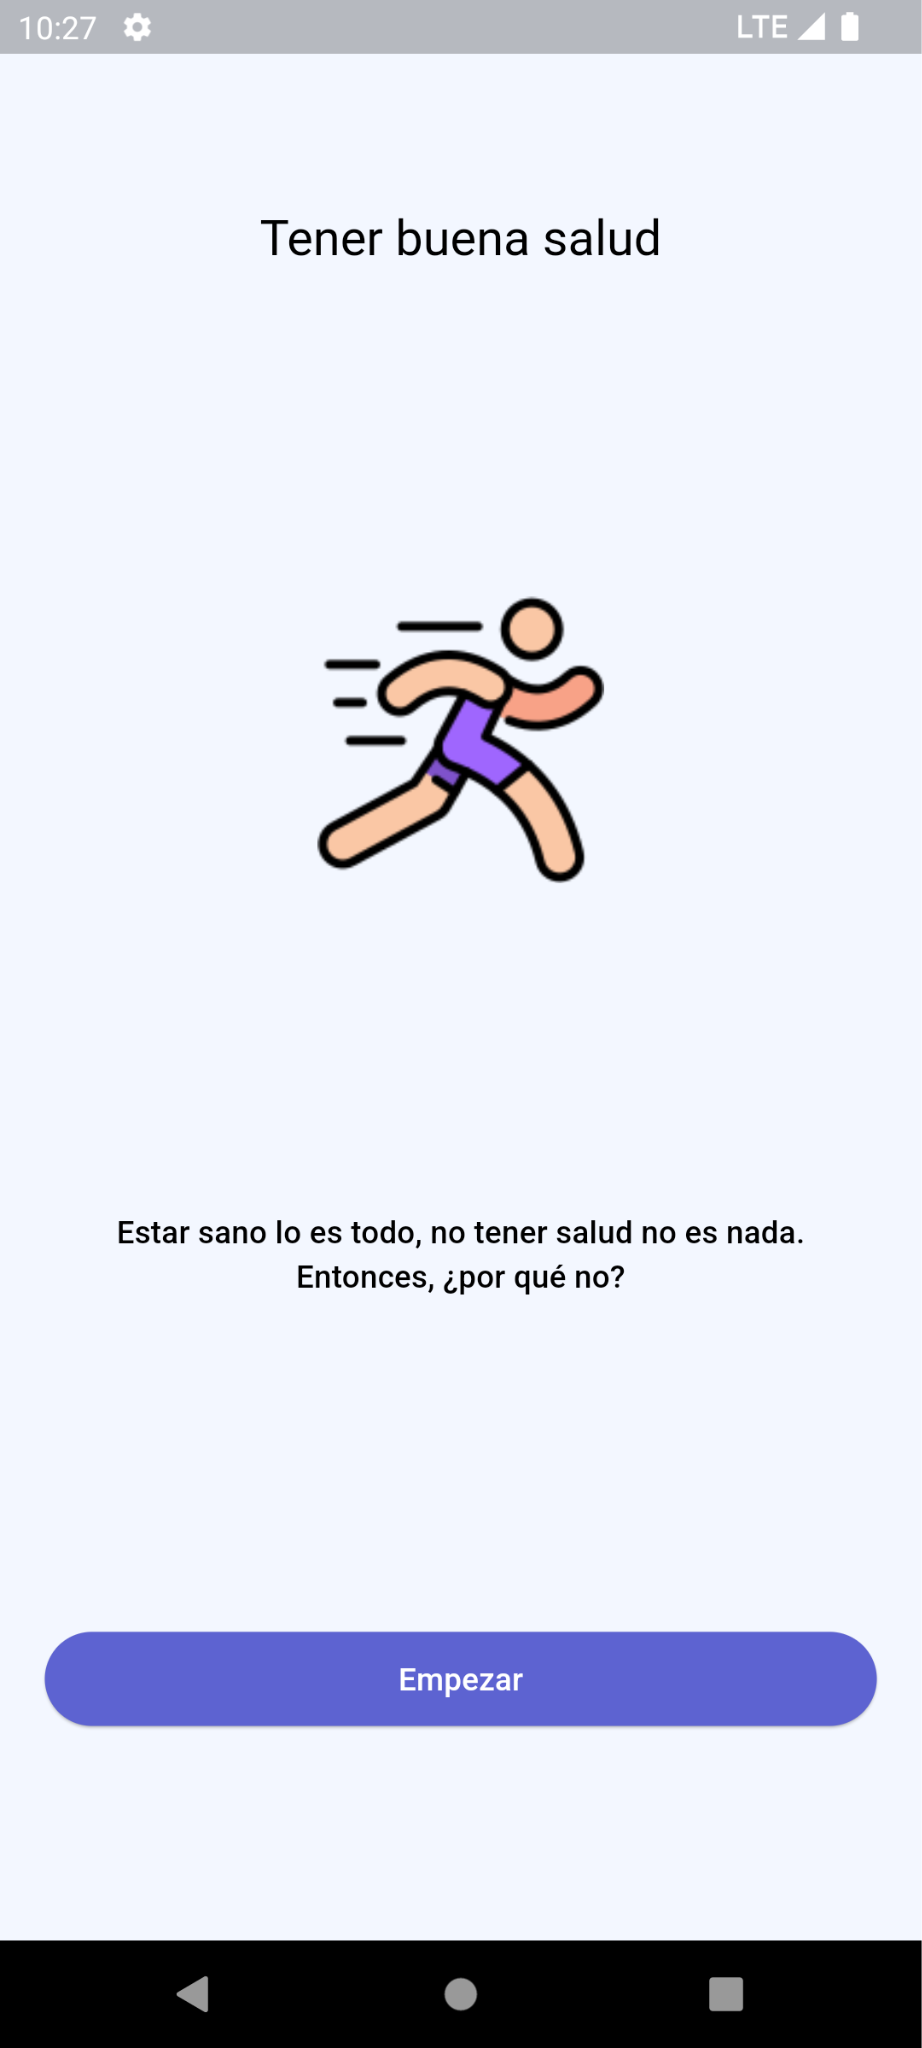 10:27 LTE
Tener buena salud
Estar sano lo es todo, no tener salud no es nada.
Entonces, ¿por qué no?
Empezar